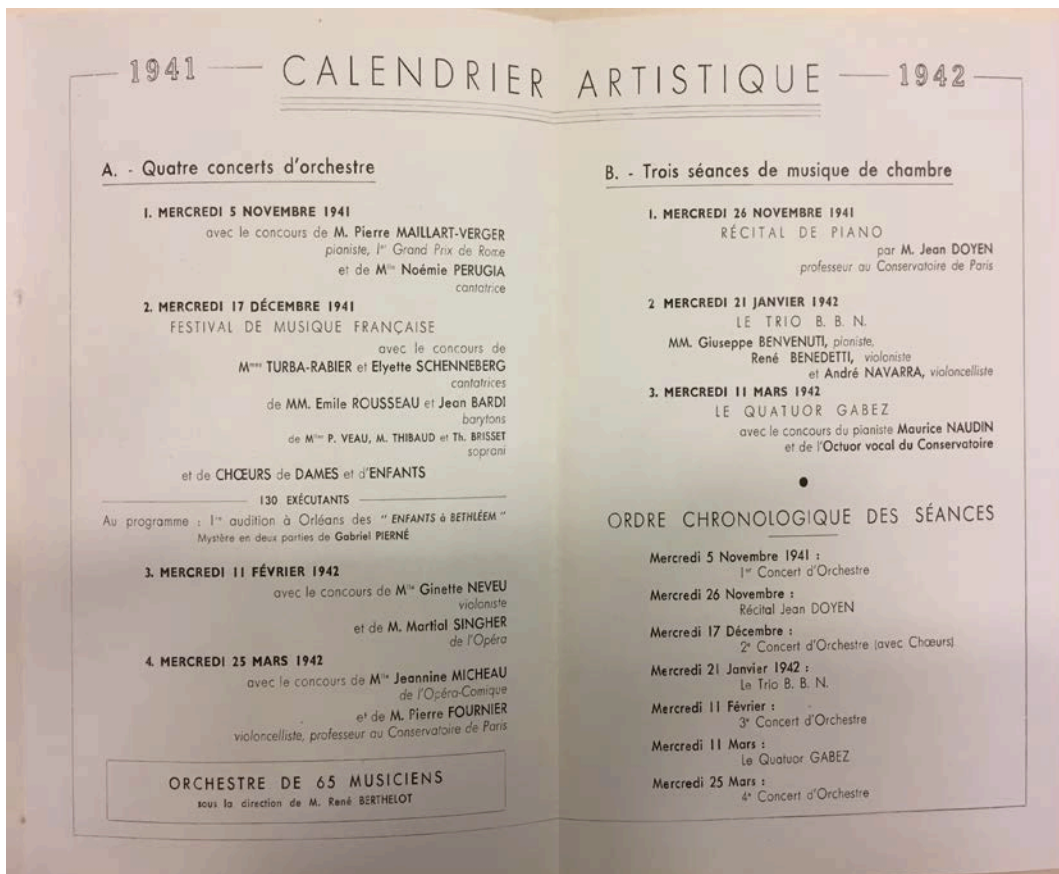 1941 CALENDRIER ARTISTIQUE 1942
A. - Quatre concerts d'orchestre
1. MERCREDI 5 NOVEMBRE 1941
avec le concours de M. Pierre MAILLART-VERGER
pianiste, 1er Grand Prix de Rome
et de Mlle Noémie PERUGIA
cantatrice
2. MERCREDI 17 DÉCEMBRE 1941
FESTIVAL DE MUSIQUE FRANÇAISE
avec le concours de
Mmes TURBA-RABIER et Elyette SCHENNEBERG
cantatrices
de MM. Emile ROUSSEAU et Jean BARDI
barytons
de Mlles P. VEAU, M. THIBAUD et Th. BRISSET
soprani
et de CHŒURS de DAMES et d'ENFANTS
130 EXÉCUTANTS
Au programme : 1re audition à Orléans des "ENFANTS à BETHLÉEM"
Mystère en deux parties de Gabriel PIERNÉ
3. MERCREDI 11 FÉVRIER 1942
avec le concours de Mlle Ginette NEVEU
violoniste
et de M. Martial SINGHER
de l'Opéra
4. MERCREDI 25 MARS 1942
avec le concours de Mlle Jeannine MICHEAU
de l'Opéra-Comique
et de M. Pierre FOURNIER
violoncelliste, professeur au Conservatoire de Paris
ORCHESTRE DE 65 MUSICIENS
sous la direction de M. René BERTHELOT
B. - Trois séances de musique de chambre
1. MERCREDI 26 NOVEMBRE 1941
RÉCITAL DE PIANO
par M. Jean DOYEN
professeur au Conservatoire de Paris
2 MERCREDI 21 JANVIER 1942
LE TRIO B. B. N.
MM. Giuseppe BENVENUTI, pianiste,
René BENEDETTI, violoniste
et André NAVARRA, violoncelliste
3. MERCREDI 11 MARS 1942
LE QUATUOR GABEZ
avec le concours du pianiste Maurice NAUDIN
et de l'Octuor vocal du Conservatoire
ORDRE CHRONOLOGIQUE DES SÉANCES
Mercredi 5 Novembre 1941 :
1er Concert d'Orchestre
Mercredi 26 Novembre :
Récital Jean DOYEN
Mercredi 17 Décembre :
2e Concert d'Orchestre (avec Chœurs)
Mercredi 21 Janvier 1942 :
Le Trio B. B. N.
Mercredi 11 Février :
3e Concert d'Orchestre
Mercredi 11 Mars :
Le Quatuor GABEZ
Mercredi 25 Mars :
4e Concert d'Orchestre